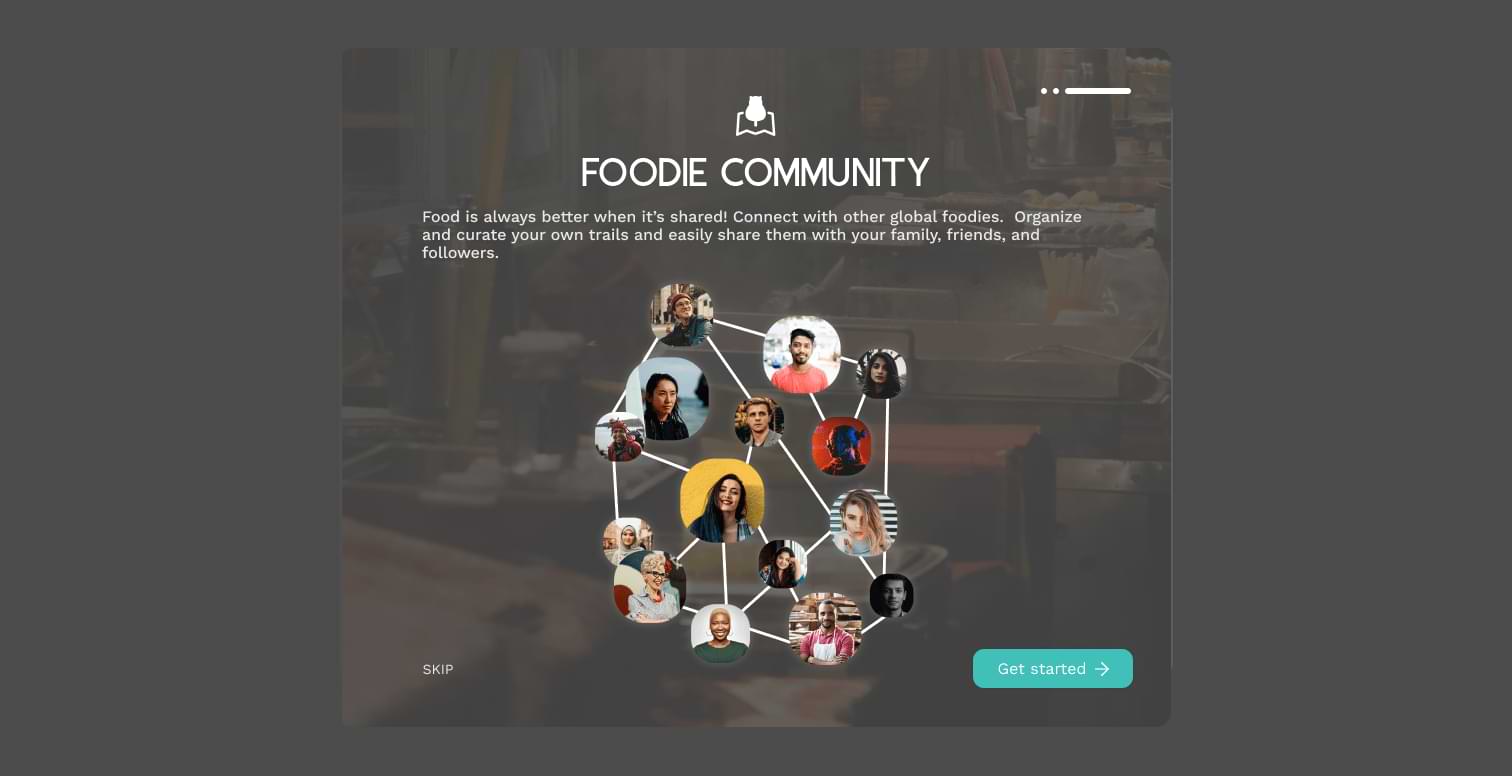 FOODIE COMMUNITY
Food is always better when it’s shared! Connect with other global foodies.  Organize
and curate your own trails and easily share them with your family, friends, and
followers.
SKIP
Get started